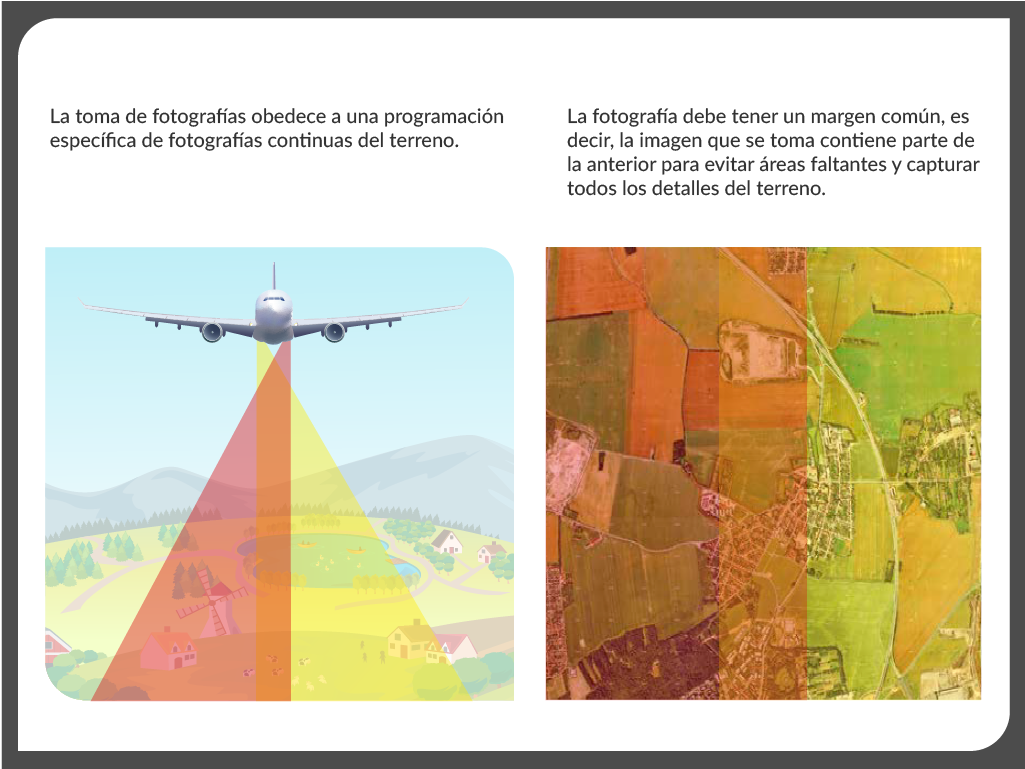 La toma de fotografías obedece a una programación
específica de fotografías continuas del terreno.
La fotografía debe tener un margen común, es
decir, la imagen que se toma contiene parte de
la anterior para evitar áreas faltantes y capturar
todos los detalles del terreno.